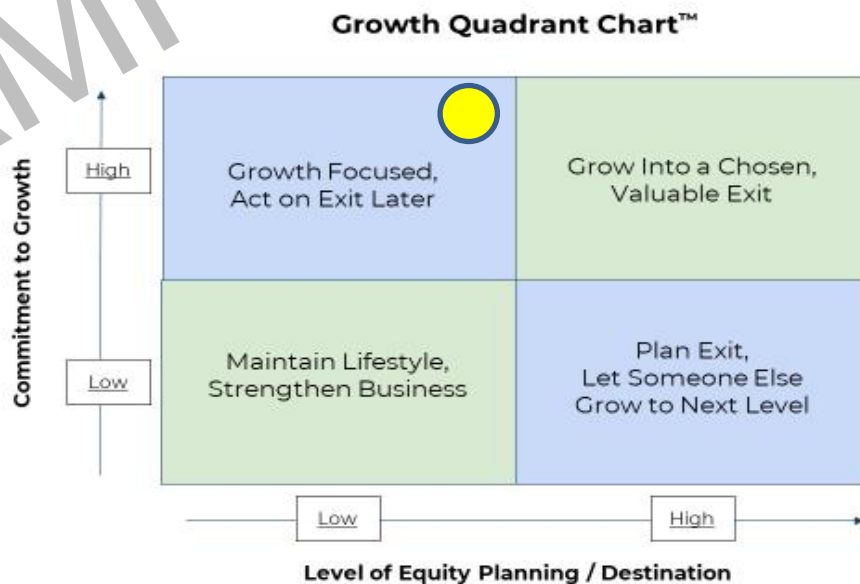 Growth Quadrant Chart™
Commitment to Growth
High
Growth Focused,
Act on Exit Later
Grow Into a Chosen,
Valuable Exit
Low
Maintain Lifestyle,
Strengthen Business
Plan Exit,
Let Someone Else
Grow to Next Level
Low
High
Level of Equity Planning / Destination